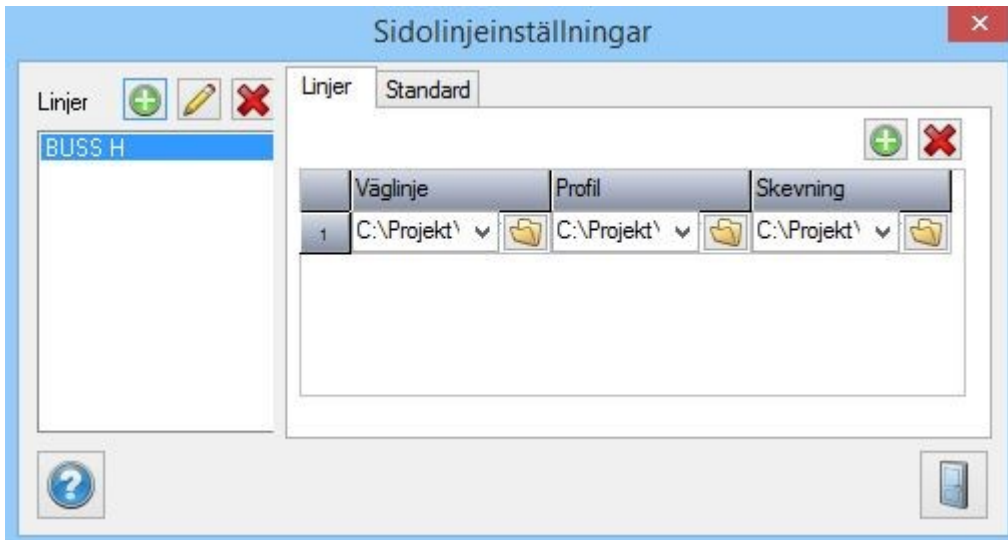 Sidolinjeinställningar
Linjer
BUSS H
Linjer Standard
Väglinje Profil Skevning
1 C:\Projekt\ C:\Projekt\ C:\Projekt\